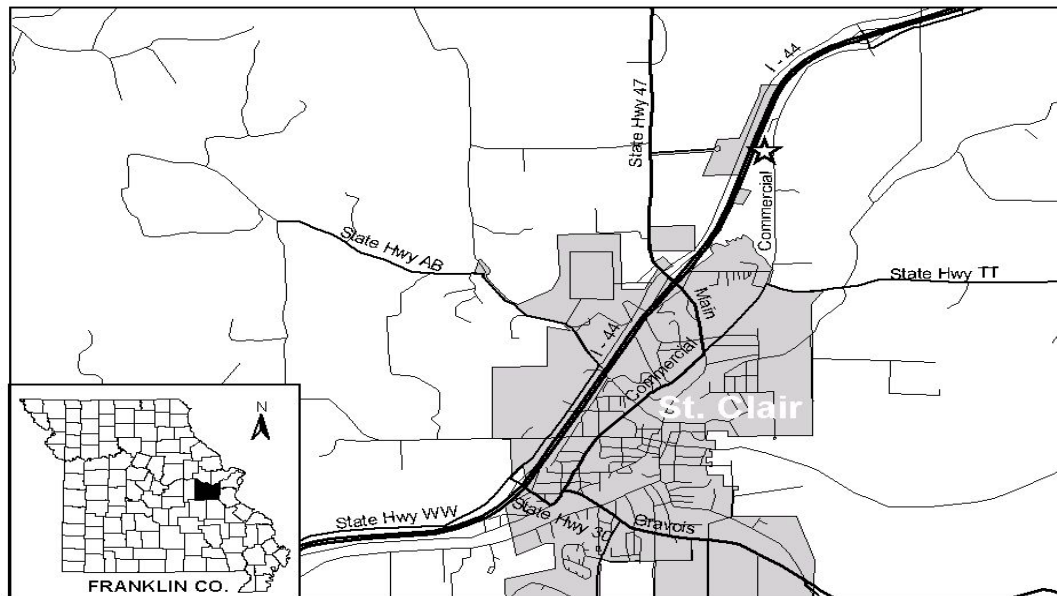 I - 44
State Hwy 47
Commercial
State Hwy AB
State Hwy TT
Main
I - 44
Commercial
St. Clair
N
State Hwy WW
State Hwy 30
Gravois
FRANKLIN CO.